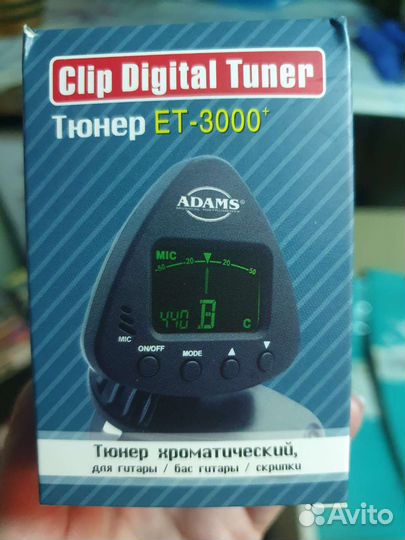 Clip Digital Tuner
Тюнер ET-3000+
ADAMS®
MIC
-50 -20 20 50
440 B C
MIC
ON/OFF MODE ▲ ▼
Тюнер хроматический,
для гитары / бас гитары / скрипки
Avito